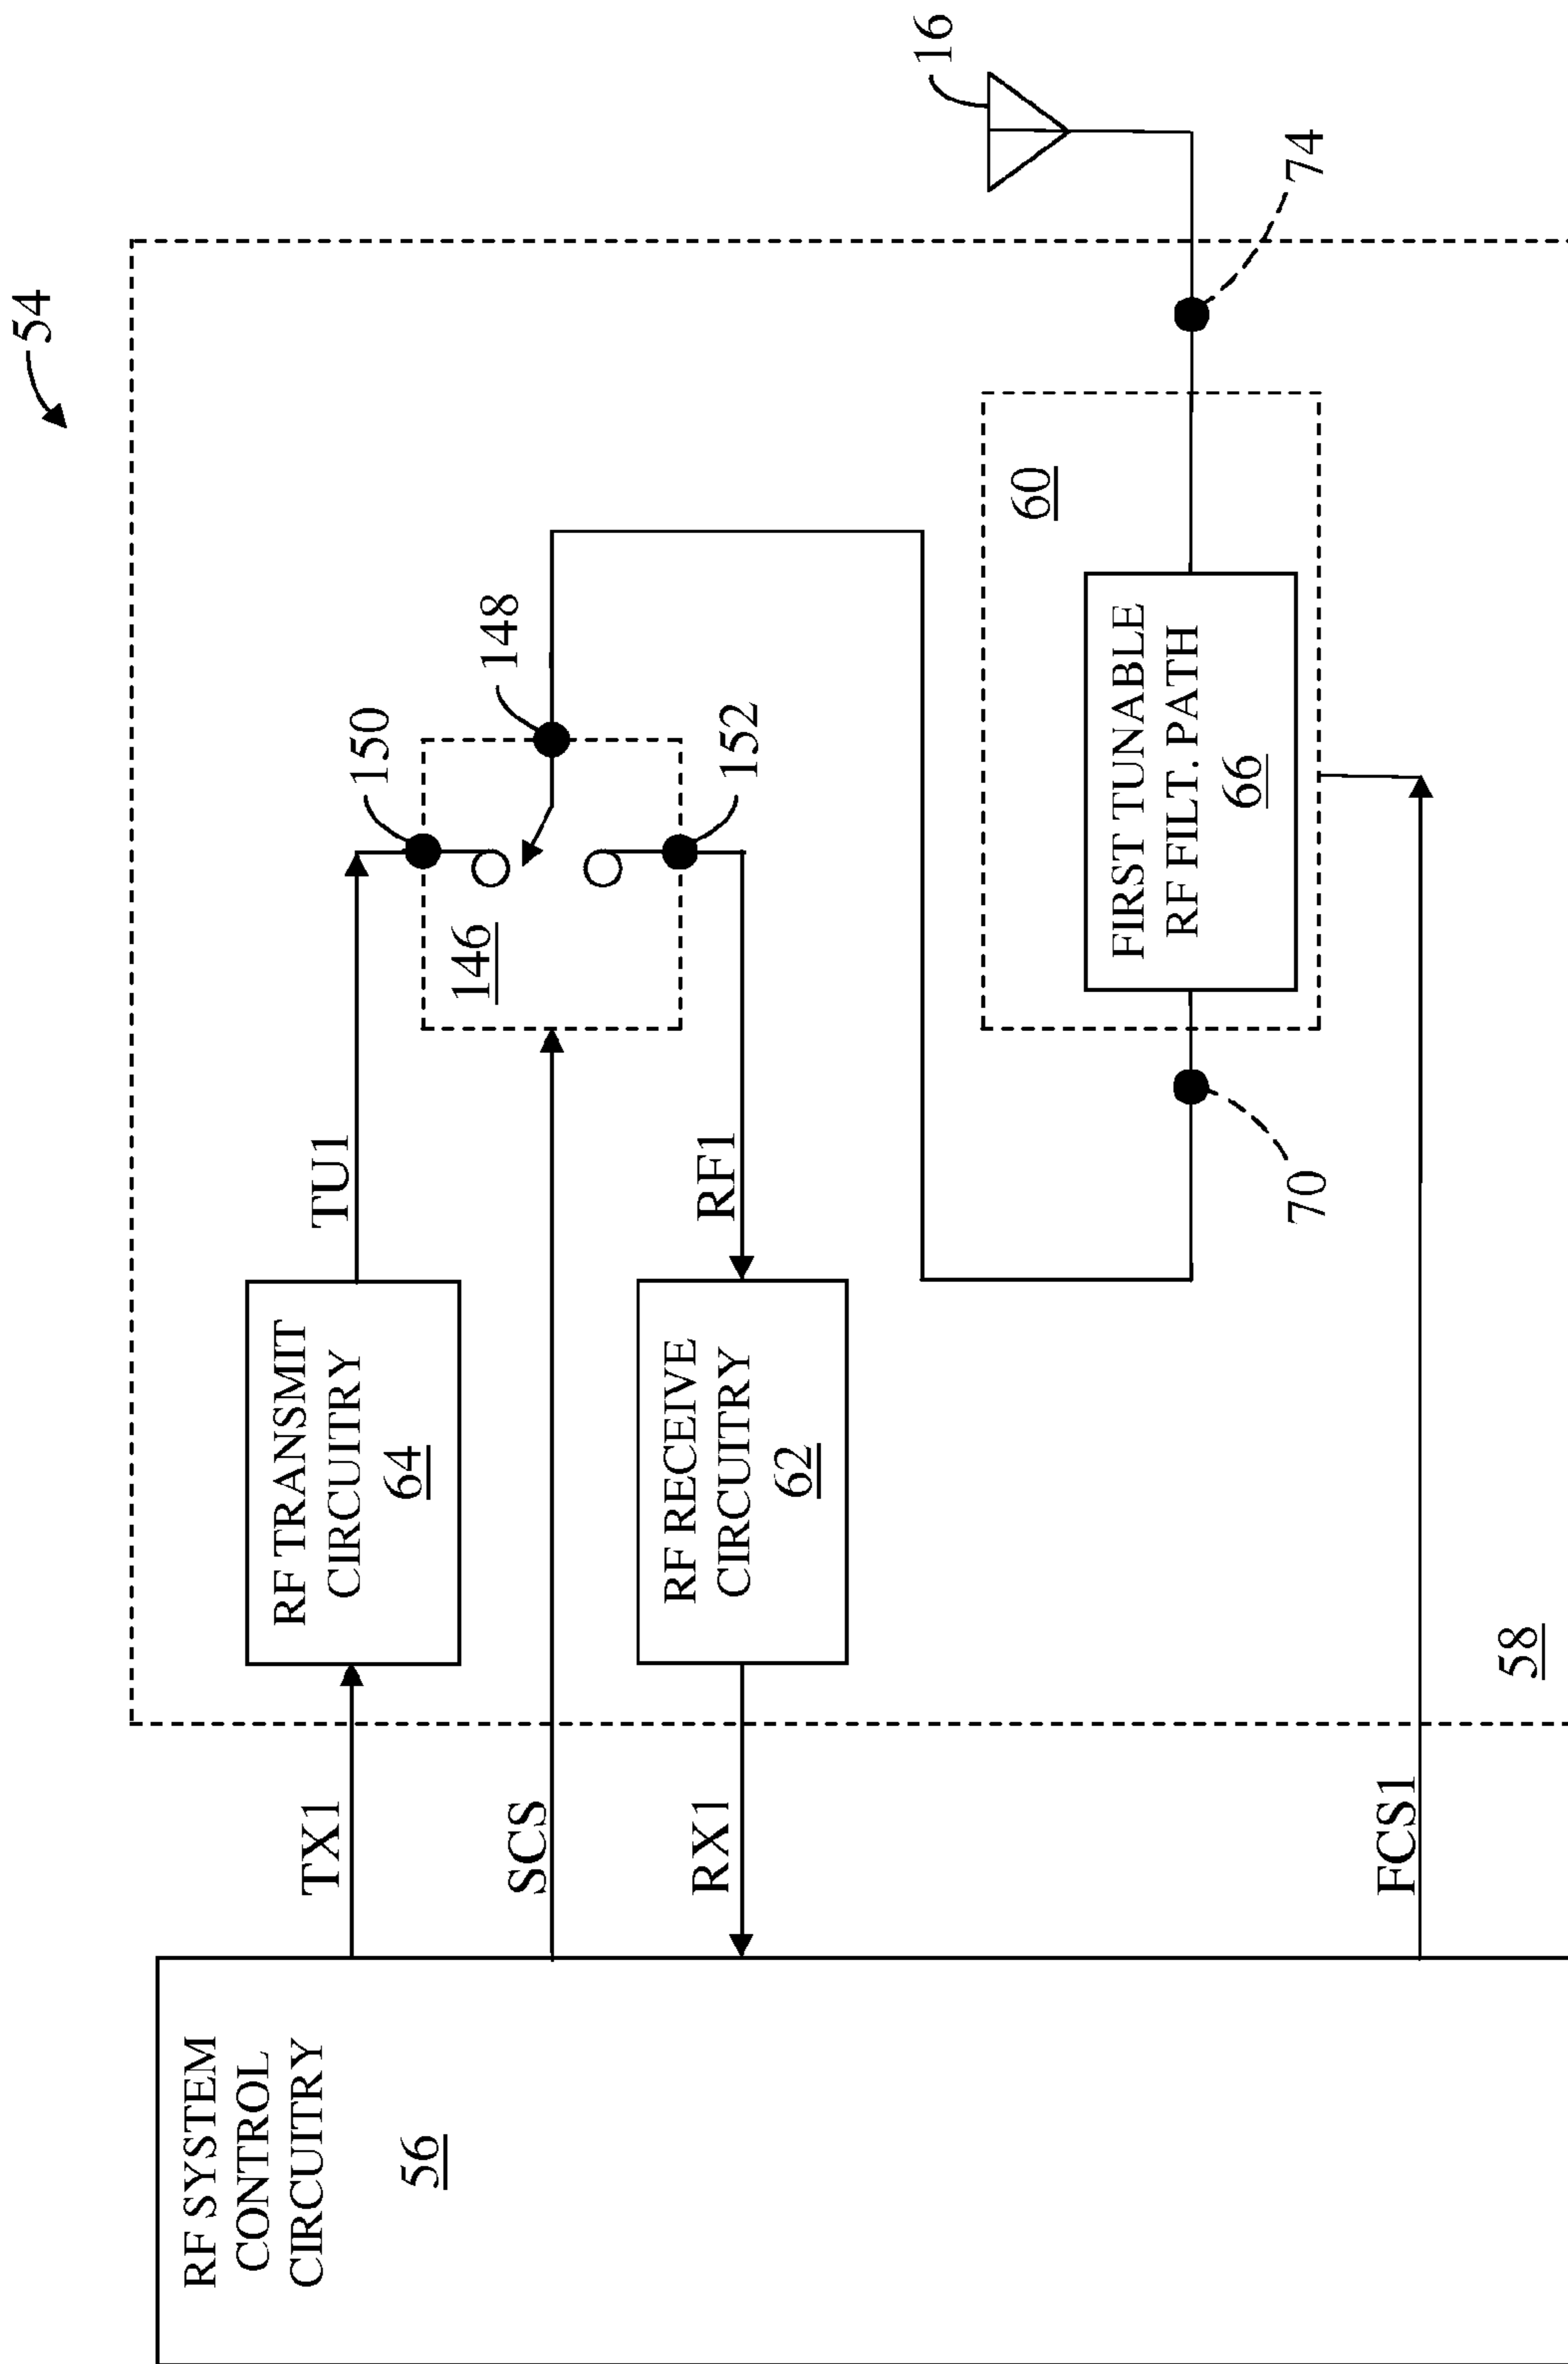 54
RF SYSTEM
CONTROL
CIRCUITRY
56
TX1
RF TRANSMIT
CIRCUITRY
64
TU1
150
146
148
SCS
152
RX1
RF RECEIVE
CIRCUITRY
62
RF1
16
60
FIRST TUNABLE
RF FILT. PATH
66
70
74
FCS1
58